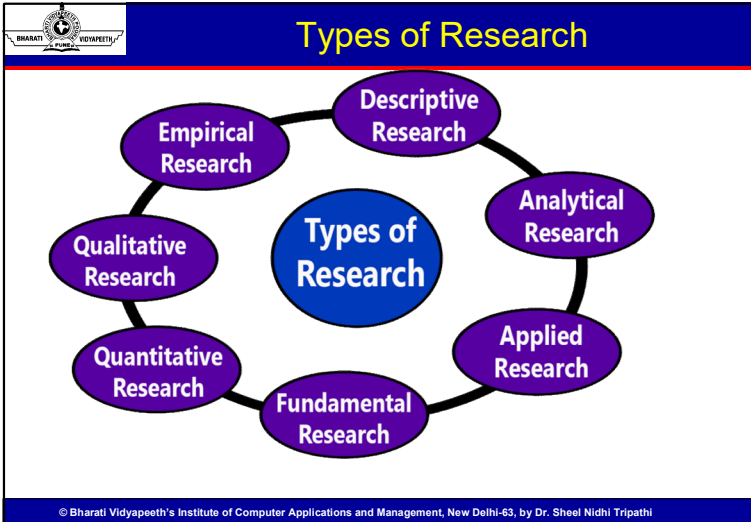 BHARATI
VIDYAPEETH
PUNE
Types of Research
Descriptive
Research
Empirical
Research
Analytical
Research
Types of
Research
Qualitative
Research
Applied
Research
Quantitative
Research
Fundamental
Research
© Bharati Vidyapeeth's Institute of Computer Applications and Management, New Delhi-63, by Dr. Sheel Nidhi Tripathi